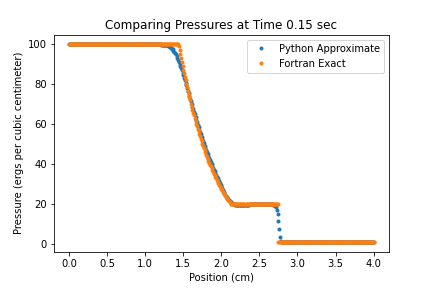 Comparing Pressures at Time 0.15 sec
Pressure (ergs per cubic centimeter)
100
80
60
40
20
0
Python Approximate
Fortran Exact
0.0 0.5 1.0 1.5 2.0 2.5 3.0 3.5 4.0
Position (cm)